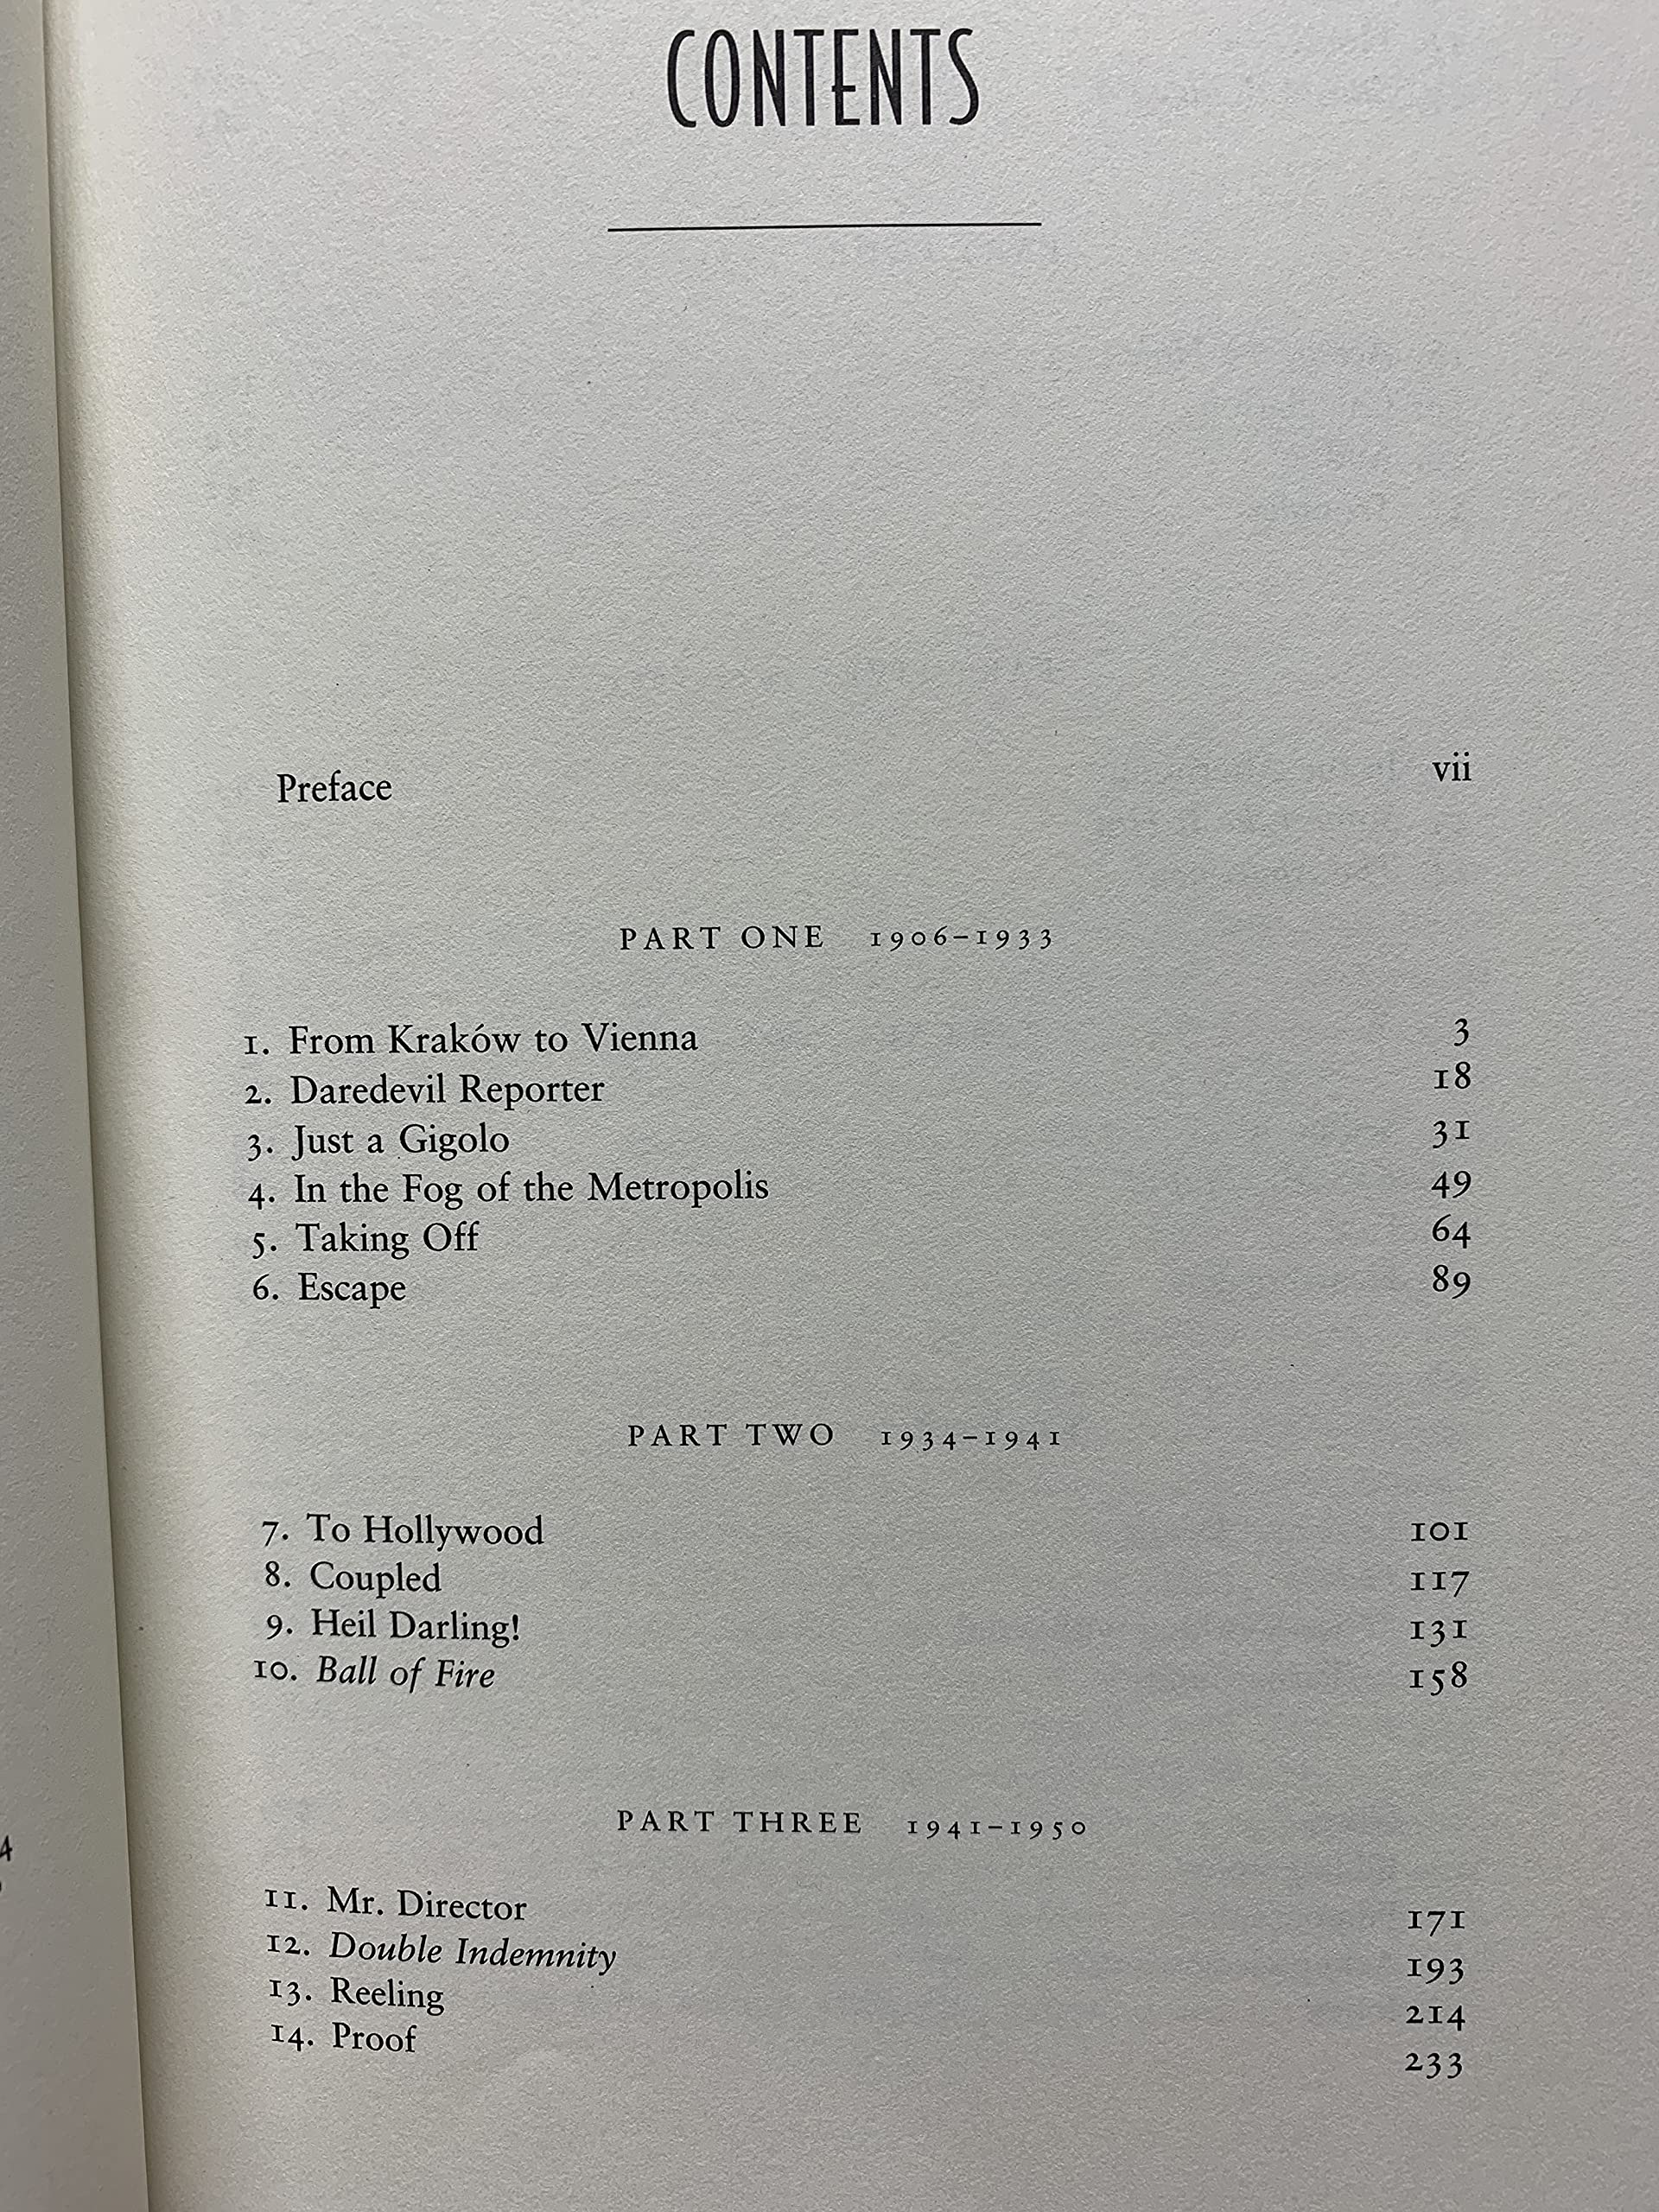 CONTENTS
Preface vii
PART ONE 1906–1933
1. From Kraków to Vienna 3
2. Daredevil Reporter 18
3. Just a Gigolo 31
4. In the Fog of the Metropolis 49
5. Taking Off 64
6. Escape 89
PART TWO 1934–1941
7. To Hollywood 101
8. Coupled 117
9. Heil Darling! 131
10. Ball of Fire 158
PART THREE 1941–1950
11. Mr. Director 171
12. Double Indemnity 193
13. Reeling 214
14. Proof 233